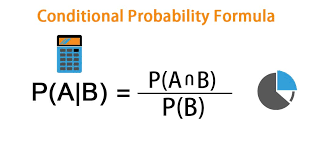 Conditional Probability Formula
P(A|B) = P(A∩B)
P(B)